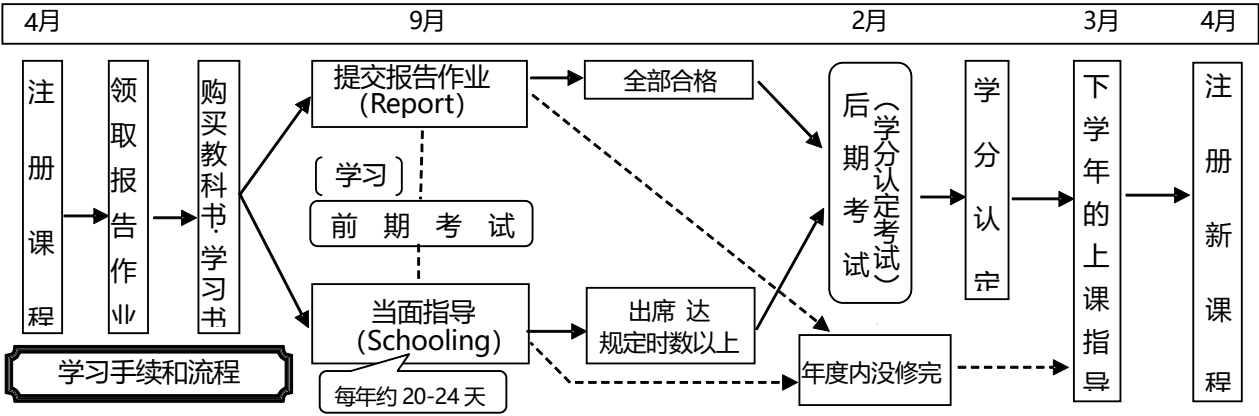 4月 9月 2月 3月 4月
注册课程
领取报告作业
购买教科书·学习书
提交报告作业
（Report）
全部合格
〔学习〕
前期考试
当面指导
（Schooling）
每年约 20-24 天
出席 达
规定时数以上
后期考试
（学分认定考试）
年度内没修完
学分认定
下学年的上课指导
注册新课程
学习手续和流程